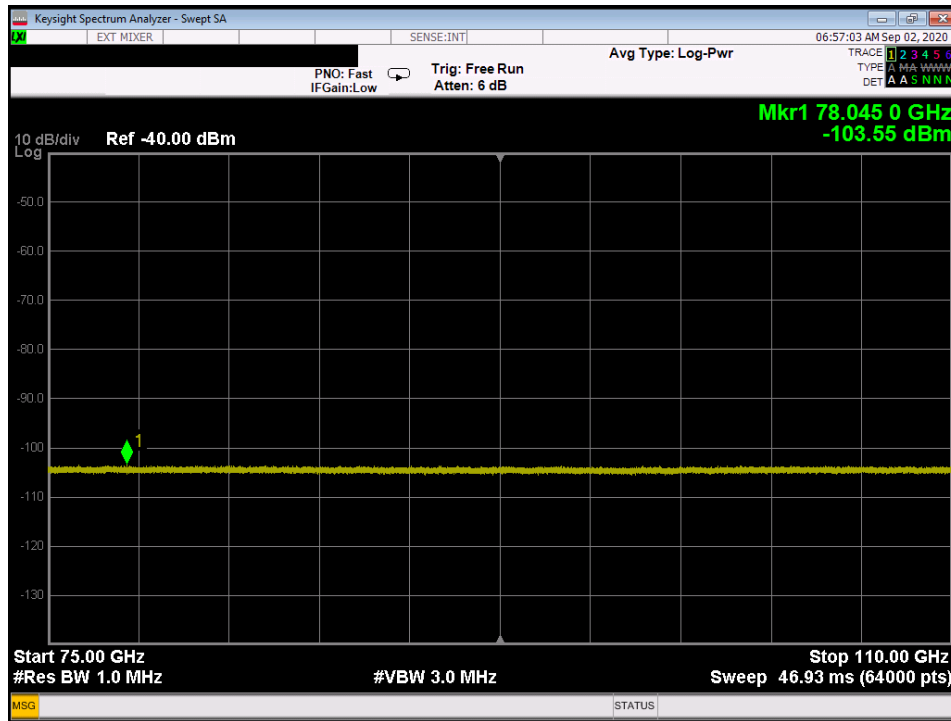 Keysight Spectrum Analyzer - Swept SA
LXI EXT MIXER SENSE:INT 06:57:03 AM Sep 02, 2020
PNO: Fast Trig: Free Run Avg Type: Log-Pwr TRACE 1 2 3 4 5 6
IFGain:Low Atten: 6 dB TYPE A MA WWWW
DET A A S N N N
Mkr1 78.045 0 GHz
10 dB/div Ref -40.00 dBm -103.55 dBm
Log
-50.0
-60.0
-70.0
-80.0
-90.0
1
-100
-110
-120
-130
Start 75.00 GHz Stop 110.00 GHz
#Res BW 1.0 MHz #VBW 3.0 MHz Sweep 46.93 ms (64000 pts)
MSG STATUS